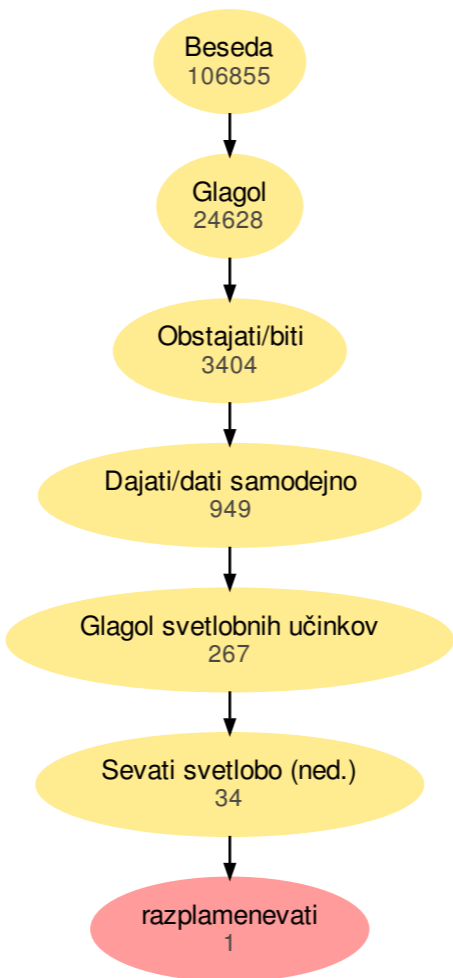 Beseda
106855
Glagol
24628
Obstajati/biti
3404
Dajati/dati samodejno
949
Glagol svetlobnih učinkov
267
Sevati svetlobo (ned.)
34
razplamenevati
1